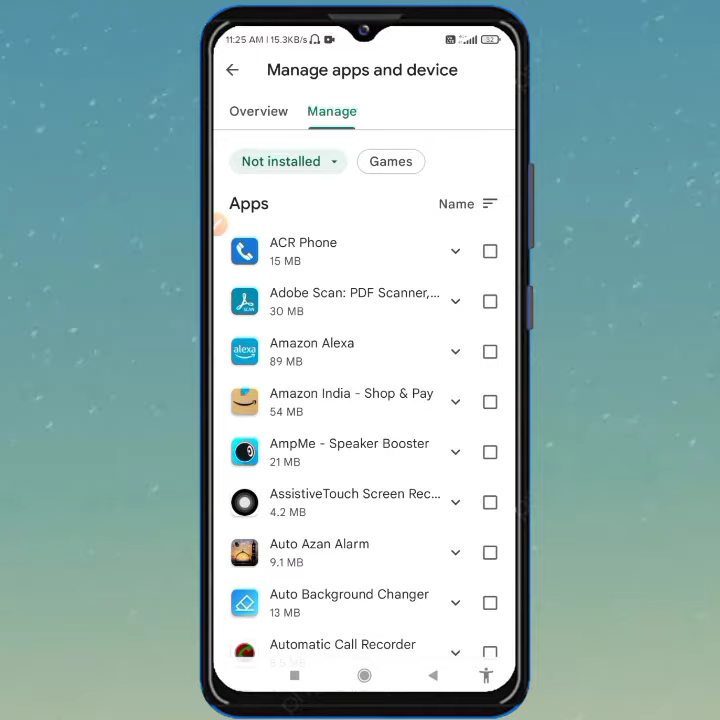 11:25 AM | 15.3KB/s
82
Manage apps and device
Overview Manage
Not installed Games
Apps Name
ACR Phone
15 MB
Adobe Scan: PDF Scanner,...
SCAN
30 MB
Amazon Alexa
alexa
89 MB
Amazon India - Shop & Pay
54 MB
AmpMe - Speaker Booster
21 MB
AssistiveTouch Screen Rec...
4.2 MB
Auto Azan Alarm
9.1 MB
Auto Background Changer
13 MB
Automatic Call Recorder